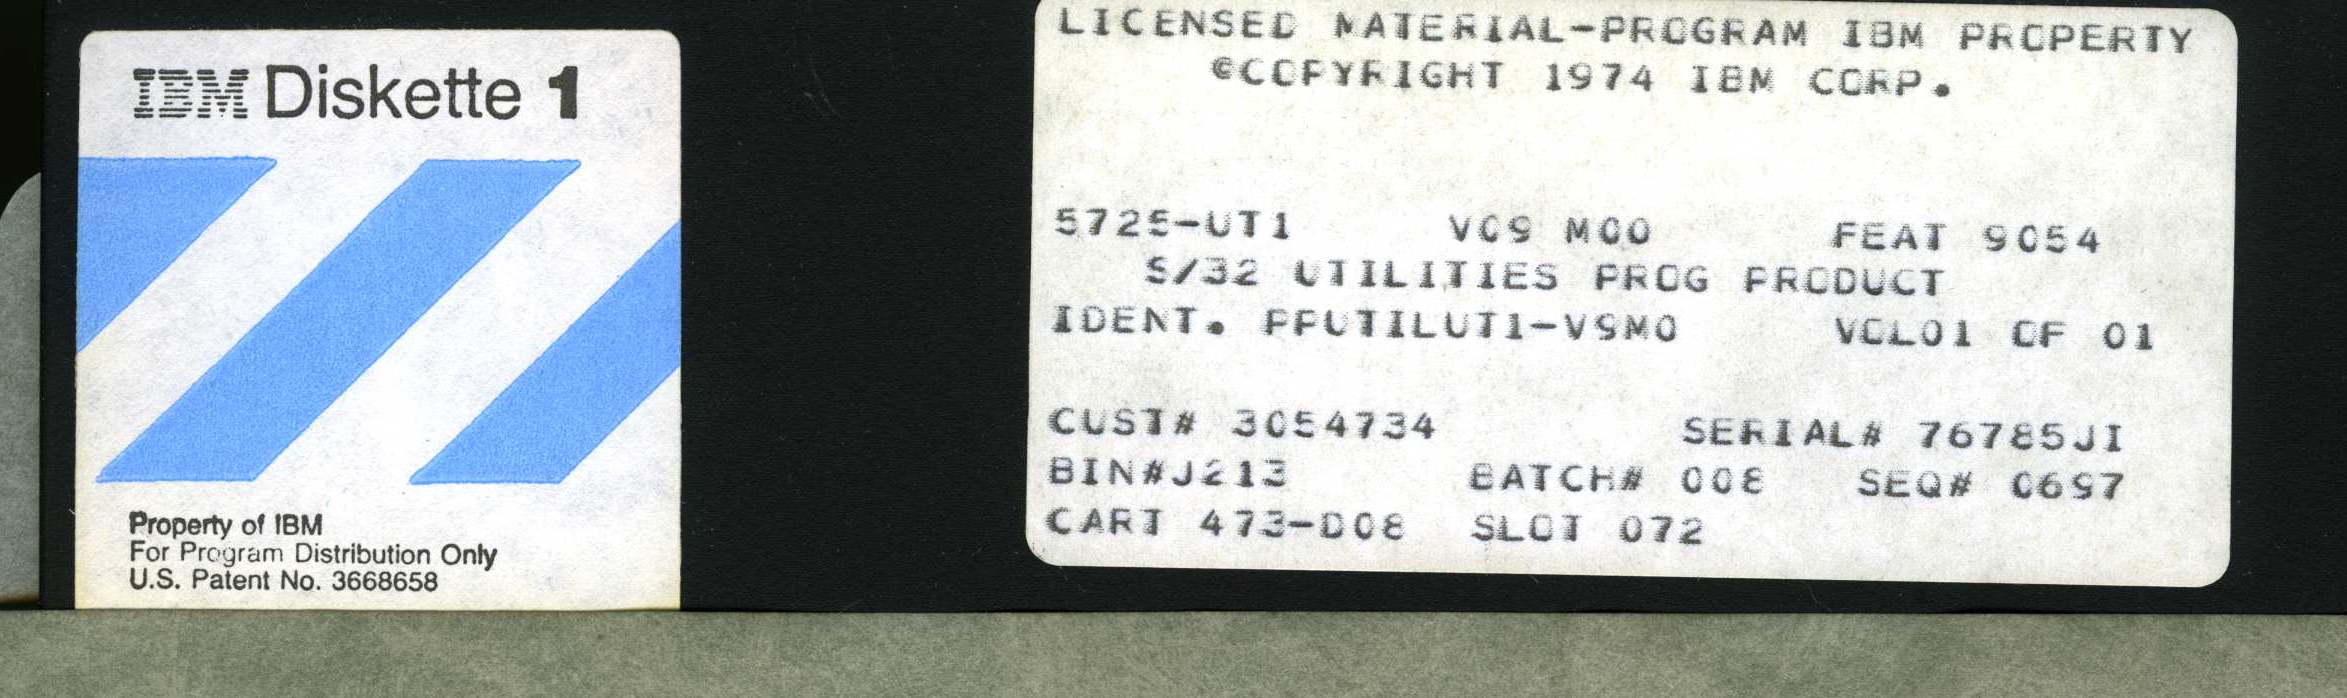 IBM Diskette 1
Property of IBM
For Program Distribution Only
U.S. Patent No. 3668658
LICENSED MATERIAL-PROGRAM IBM PROPERTY
©COPYRIGHT 1974 IBM CORP.
5725-UT1 V09 M00 FEAT 9054
S/32 UTILITIES PROG PRODUCT
IDENT. PPUTILUT1-V9M0 VOL01 OF 01
CUST# 3054734 SERIAL# 76785JI
BIN#J213 BATCH# 008 SEQ# 0697
CART 473-D08 SLOT 072